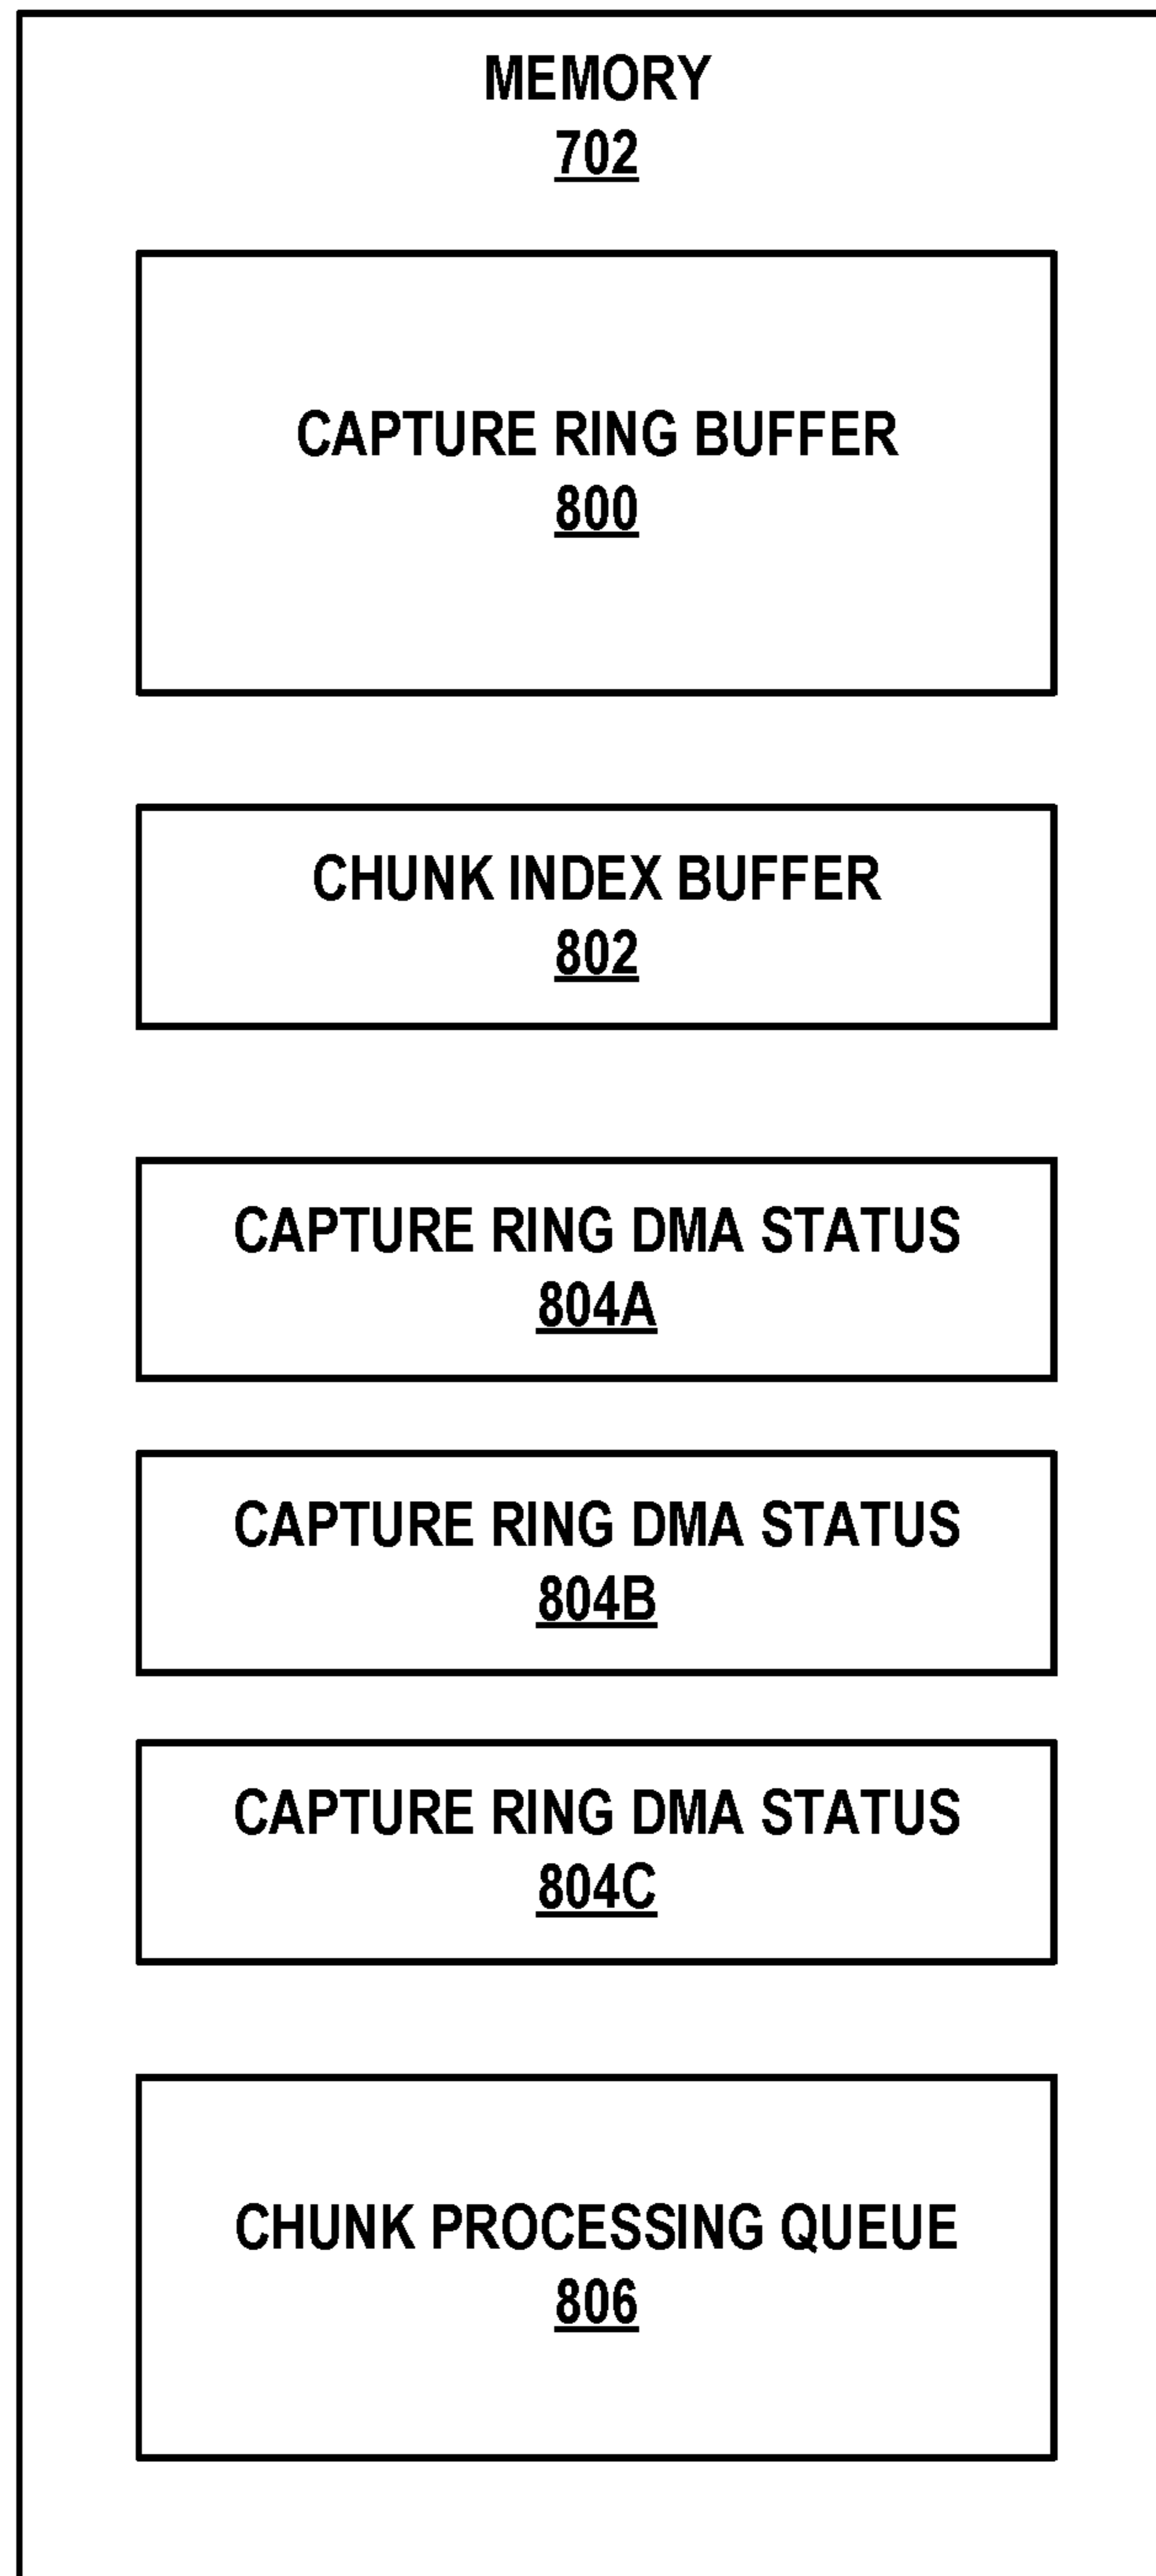 MEMORY
702
CAPTURE RING BUFFER
800
CHUNK INDEX BUFFER
802
CAPTURE RING DMA STATUS
804A
CAPTURE RING DMA STATUS
804B
CAPTURE RING DMA STATUS
804C
CHUNK PROCESSING QUEUE
806